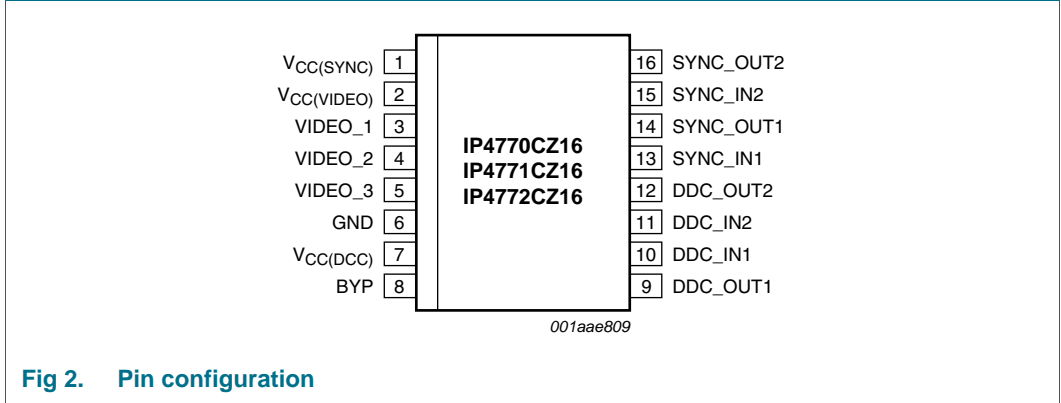 VCC(SYNC) 1
VCC(VIDEO) 2
VIDEO_1 3
VIDEO_2 4
VIDEO_3 5
GND 6
VCC(DCC) 7
BYP 8
IP4770CZ16
IP4771CZ16
IP4772CZ16
16 SYNC_OUT2
15 SYNC_IN2
14 SYNC_OUT1
13 SYNC_IN1
12 DDC_OUT2
11 DDC_IN2
10 DDC_IN1
9 DDC_OUT1
001aae809
Fig 2. Pin configuration